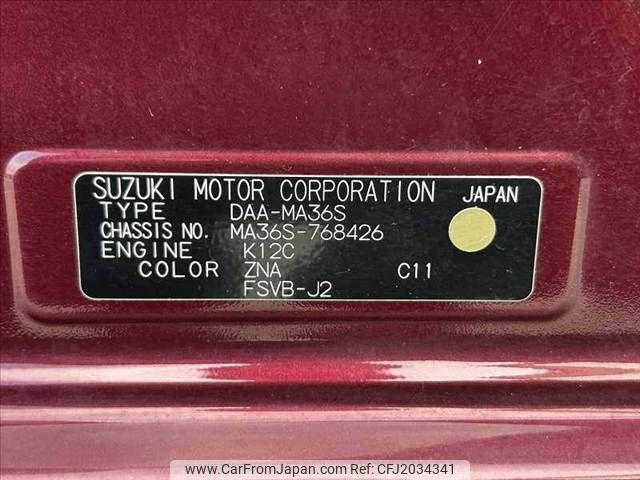 SUZUKI MOTOR CORPORATION JAPAN
TYPE DAA-MA36S
CHASSIS NO. MA36S-768426
ENGINE K12C
COLOR ZNA C11
FSVB-J2
www.CarFromJapan.com | CFJ2034341